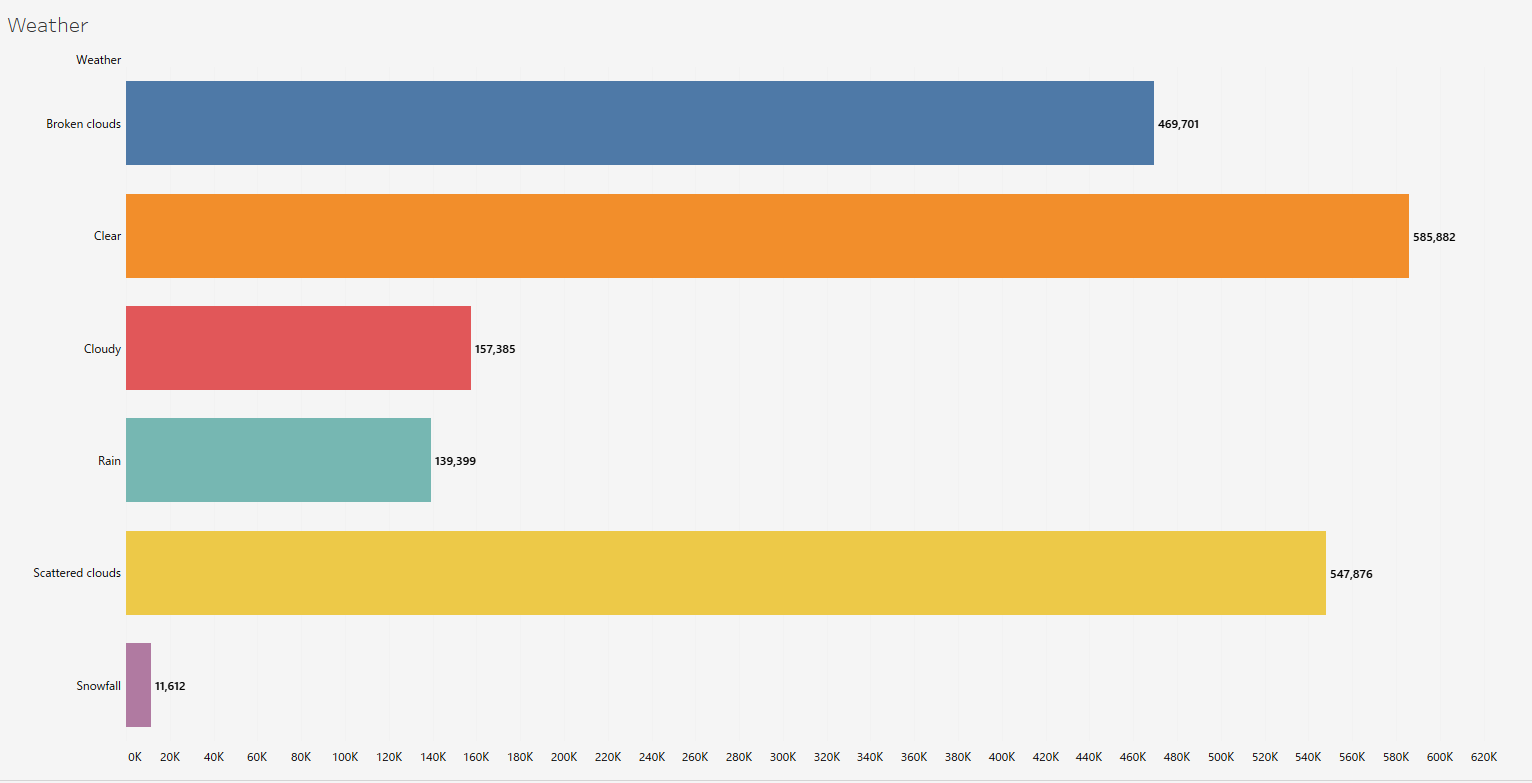 Weather
Weather
Broken clouds 469,701
Clear 585,882
Cloudy 157,385
Rain 139,399
Scattered clouds 547,876
Snowfall 11,612
0K 20K 40K 60K 80K 100K 120K 140K 160K 180K 200K 220K 240K 260K 280K 300K 320K 340K 360K 380K 400K 420K 440K 460K 480K 500K 520K 540K 560K 580K 600K 620K